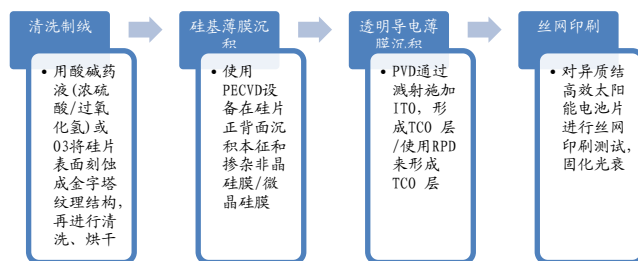 清洗制绒
• 用酸碱药
液(浓硫
酸/过氧
化氢)或
O3将硅片
表面刻蚀
成金字塔
纹理结构,
再进行清
洗、烘干
硅基薄膜沉
积
• 使用
PECVD设
备在硅片
正背面沉
积本征和
掺杂非晶
硅膜/微
晶硅膜
透明导电薄
膜沉积
• PVD通过
溅射施加
ITO, 形
成TCO 层
/使用RPD
来形成
TCO 层
丝网印刷
• 对异质结
高效太阳
能电池片
进行丝网
印刷测试,
固化光衰